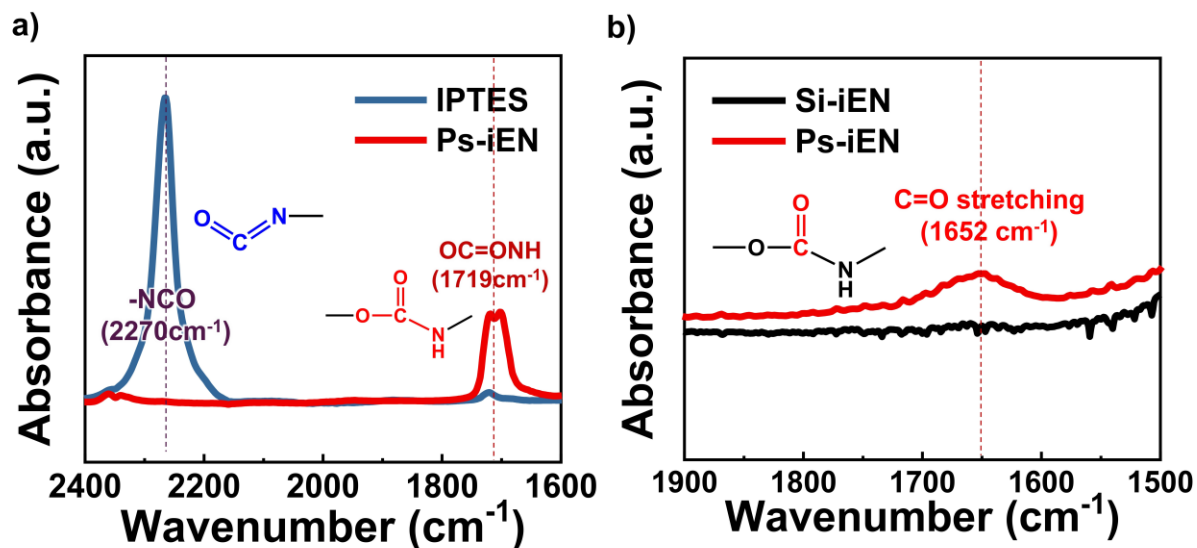 a)
Absorbance (a.u.)
IPTES
Ps-iEN
O
C
N
-NCO
(2270cm⁻¹)
OC=ONH
(1719cm⁻¹)
O
O
N
H
2400 2200 2000 1800 1600
Wavenumber (cm⁻¹)
b)
Absorbance (a.u.)
Si-iEN
Ps-iEN
O
O
C
N
H
C=O stretching
(1652 cm⁻¹)
1900 1800 1700 1600 1500
Wavenumber (cm⁻¹)